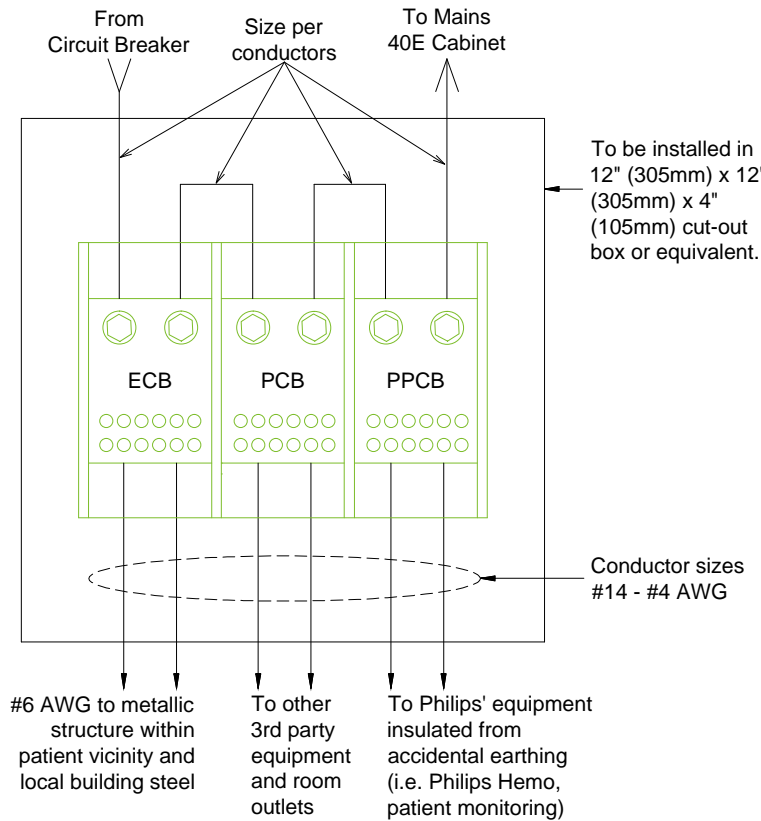 From
Circuit Breaker
Size per
conductors
To Mains
40E Cabinet
To be installed in
12" (305mm) x 12"
(305mm) x 4"
(105mm) cut-out
box or equivalent.
ECB
PCB
PPCB
Conductor sizes
#14 - #4 AWG
#6 AWG to metallic
structure within
patient vicinity and
local building steel
To other
3rd party
equipment
and room
outlets
To Philips' equipment
insulated from
accidental earthing
(i.e. Philips Hemo,
patient monitoring)